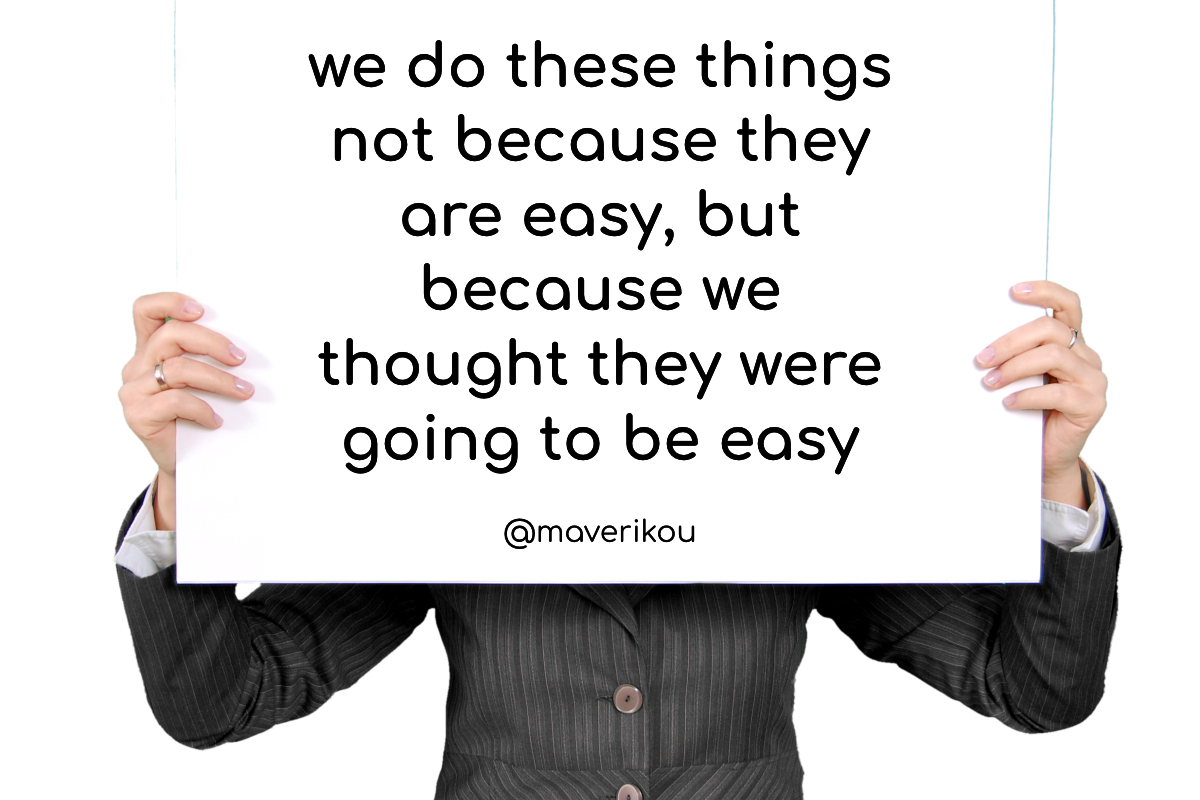 we do these things
not because they
are easy, but
because we
thought they were
going to be easy
@maverikou